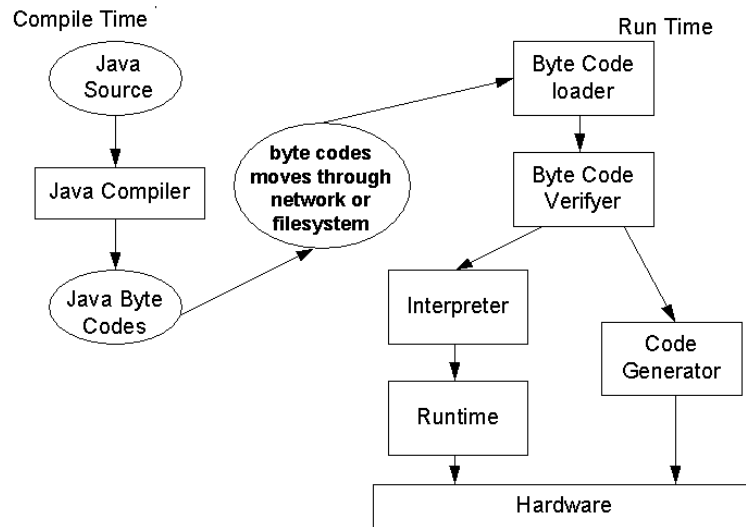 Compile Time
Java
Source
Java Compiler
Java Byte
Codes
byte codes
moves through
network or
filesystem
Run Time
Byte Code
loader
Byte Code
Verifyer
Interpreter
Runtime
Code
Generator
Hardware